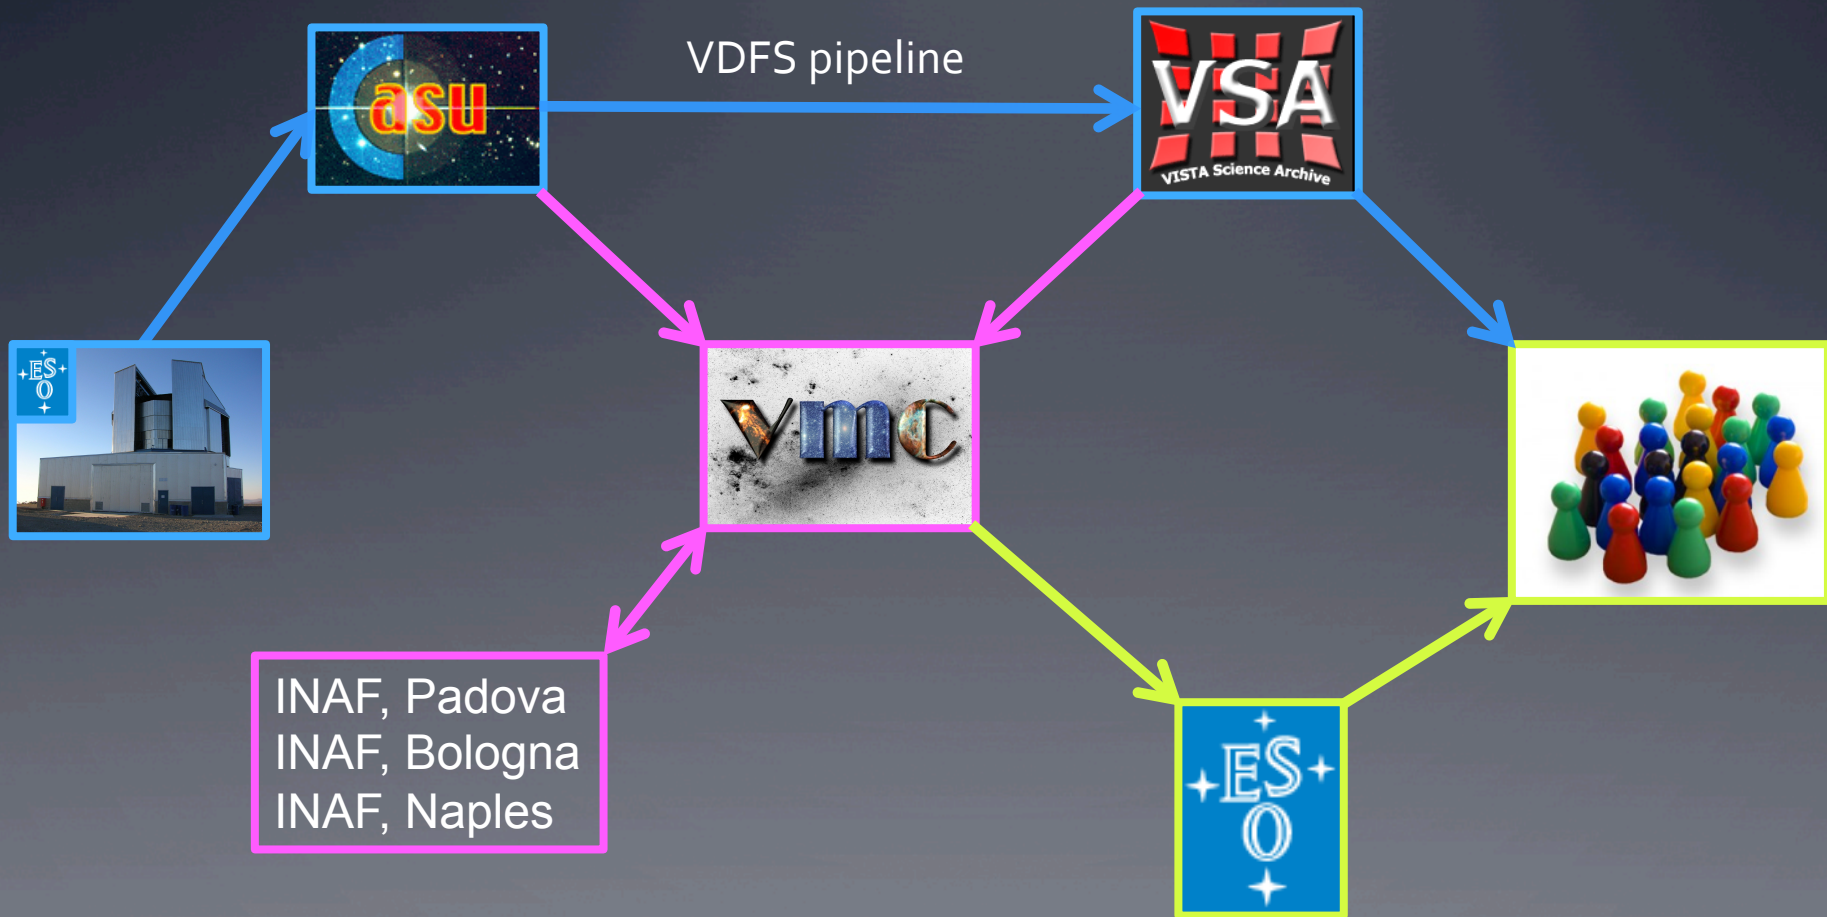 VDFS pipeline
Casu
VSA
VISTA Science Archive
ESO
vmc
INAF, Padova
INAF, Bologna
INAF, Naples
ESO